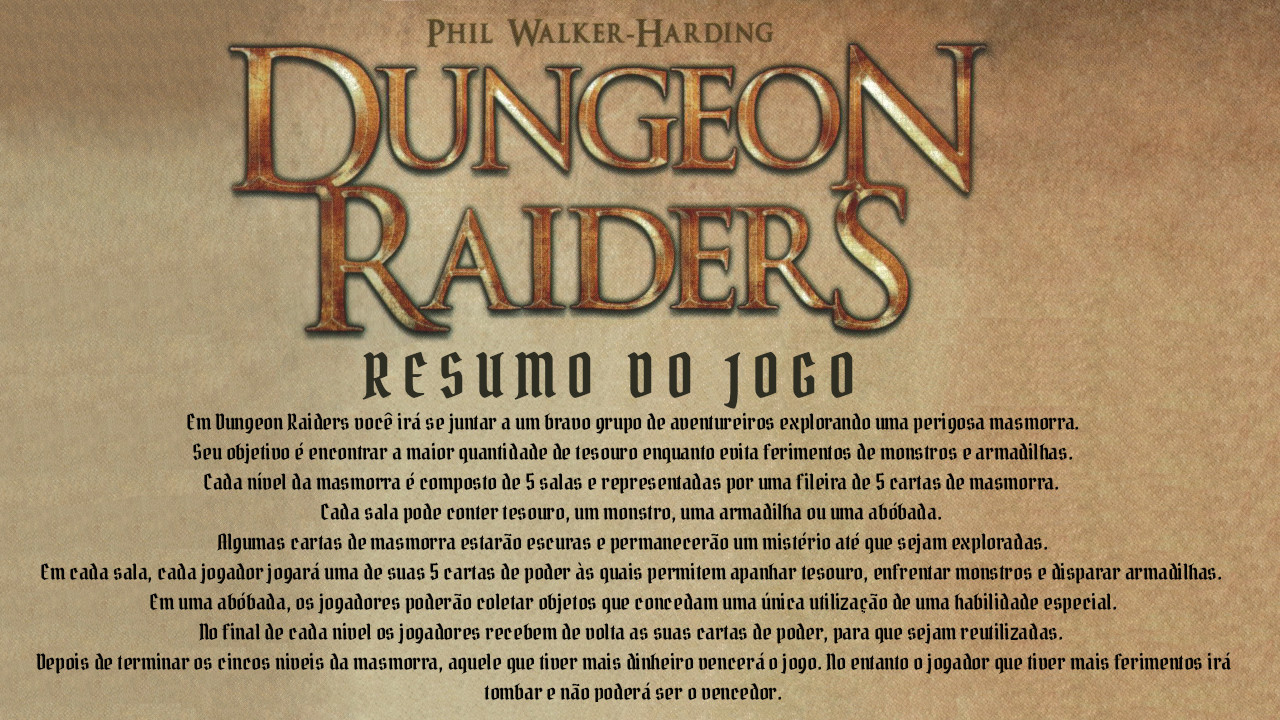 PHIL WALKER-HARDING
DUNGEON
RAIDERS
RESUMO DO JOGO
Em Dungeon Raiders você irá se juntar a um bravo grupo de aventureiros explorando uma perigosa masmorra.
Seu objetivo é encontrar a maior quantidade de tesouro enquanto evita ferimentos de monstros e armadilhas.
Cada nível da masmorra é composto de 5 salas e representadas por uma fileira de 5 cartas de masmorra.
Cada sala pode conter tesouro, um monstro, uma armadilha ou uma abóbada.
Algumas cartas de masmorra estarão escuras e permanecerão um mistério até que sejam exploradas.
Em cada sala, cada jogador jogará uma de suas 5 cartas de poder às quais permitem apanhar tesouro, enfrentar monstros e disparar armadilhas.
Em uma abóbada, os jogadores poderão coletar objetos que concedam uma única utilização de uma habilidade especial.
No final de cada nivel os jogadores recebem de volta as suas cartas de poder, para que sejam reutilizadas.
Depois de terminar os cincos niveis da masmorra, aquele que tiver mais dinheiro vencerá o jogo. No entanto o jogador que tiver mais ferimentos irá
tombar e não poderá ser o vencedor.